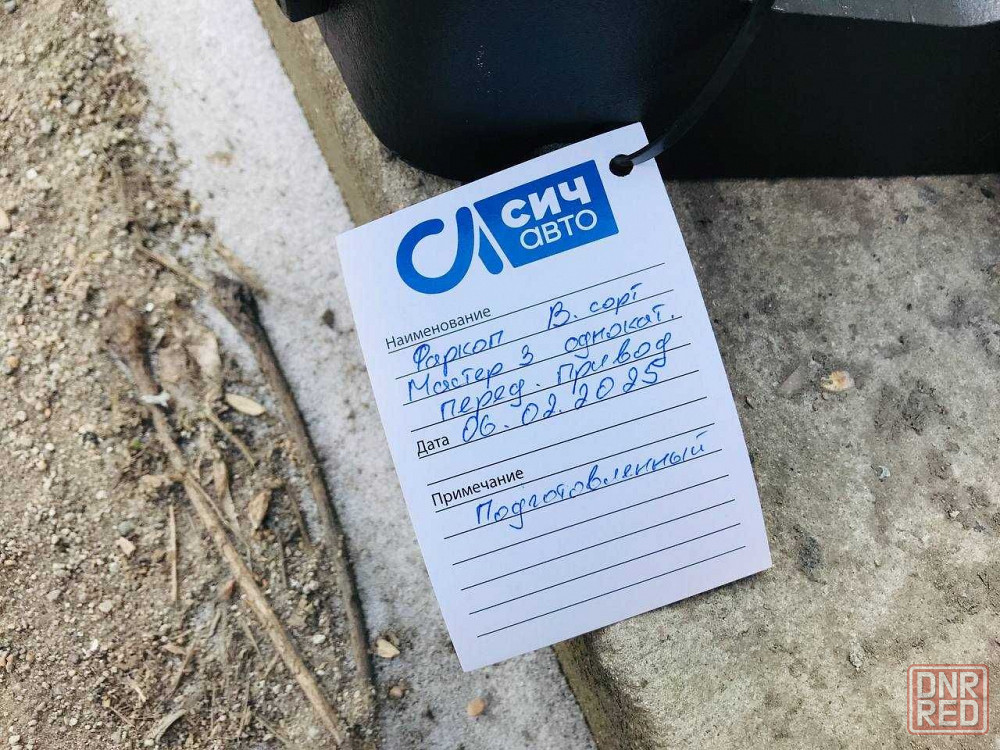 сич
авто
Наименование
Фаркоп В. сорт
Мастер 3 однокат.
перед. привод
Дата 06.02.2025
Примечание
Подготовленный
DNR
RED